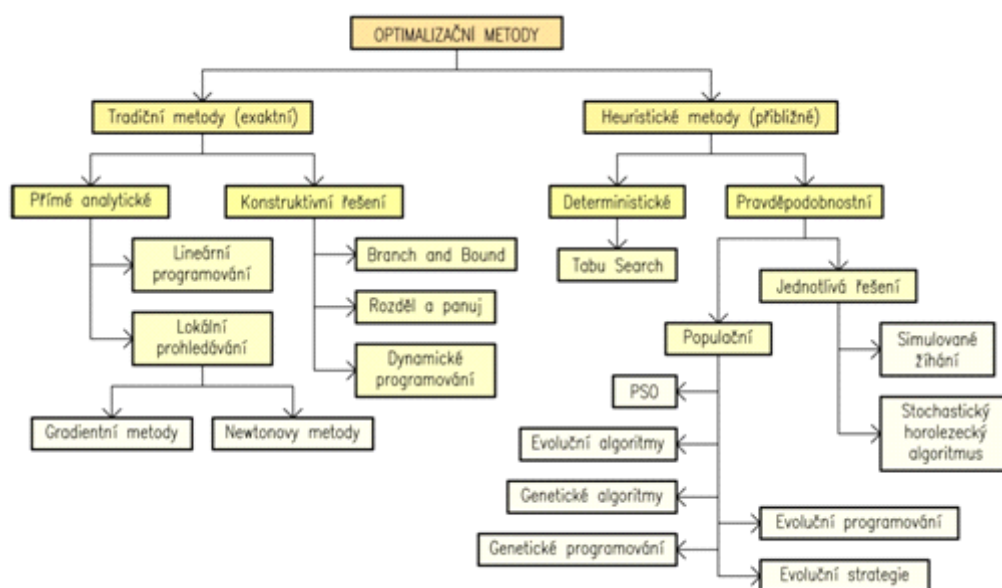 OPTIMALIZAČNÍ METODY
Tradiční metody (exaktní)
Heuristické metody (přibližné)
Přímé analytické
Konstruktivní řešení
Deterministické
Pravděpodobnostní
Lineární
programování
Branch and Bound
Tabu Search
Jednotlivá řešení
Rozděl a panuj
Lokální
prohledávání
Populační
Simulované
žíhání
Dynamické
programování
PSO
Gradientní metody
Newtonovy metody
Stochastický
horolezecký
algoritmus
Evoluční algoritmy
Genetické algoritmy
Evoluční programování
Genetické programování
Evoluční strategie